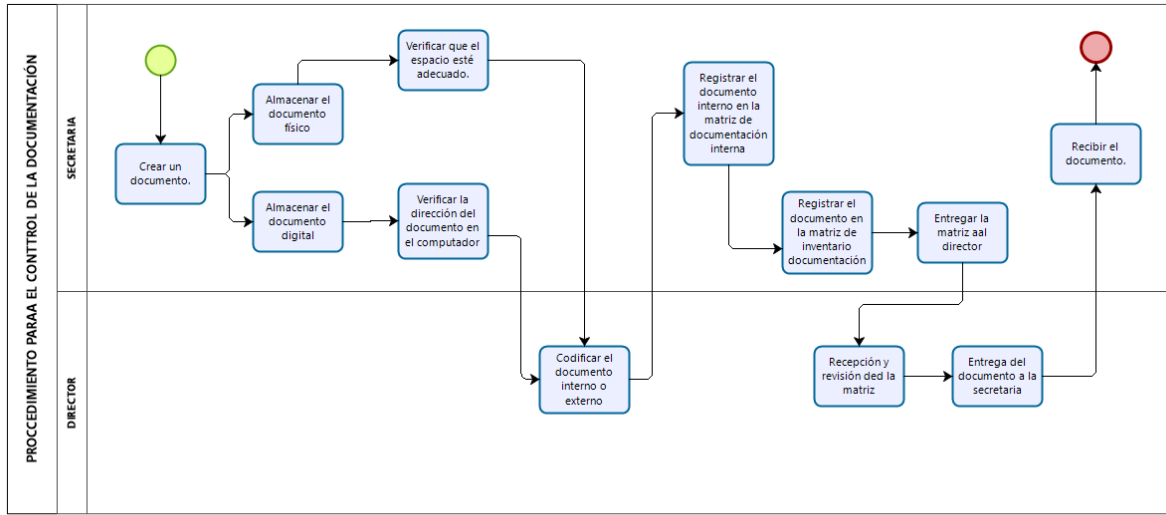 PROCCEDIMIENTO PARAA EL CONTTROL DE LA DOCUMENTACIÓN
SECRETARIA
Crear un
documento.
Almacenar el
documento
físico
Verificar que el
espacio esté
adecuado.
Almacenar el
documento
digital
Verificar la
dirección del
documento en
el computador
Registrar el
documento
interno en la
matriz de
documentación
interna
Registrar el
documento en
la matriz de
inventario
documentación
Entregar la
matriz aal
director
Recibir el
documento.
DIRECTOR
Codificar el
documento
interno o
externo
Recepción y
revisión ded la
matriz
Entrega del
documento a la
secretaria